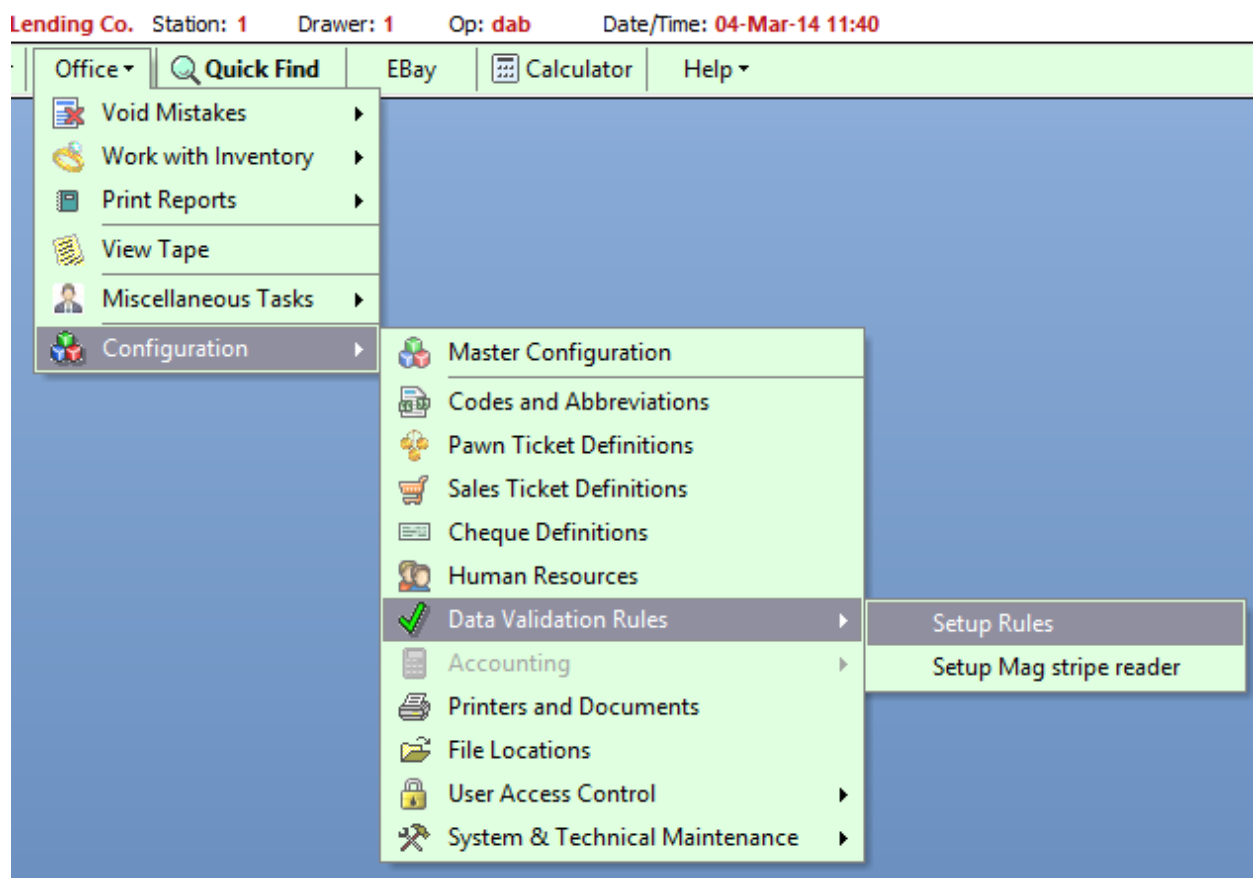 Lending Co. Station: 1 Drawer: 1 Op: dab Date/Time: 04-Mar-14 11:40
Office Quick Find EBay Calculator Help
Void Mistakes
Work with Inventory
Print Reports
View Tape
Miscellaneous Tasks
Configuration
Master Configuration
Codes and Abbreviations
Pawn Ticket Definitions
Sales Ticket Definitions
Cheque Definitions
Human Resources
Data Validation Rules
Accounting
Printers and Documents
File Locations
User Access Control
System & Technical Maintenance
Setup Rules
Setup Mag stripe reader